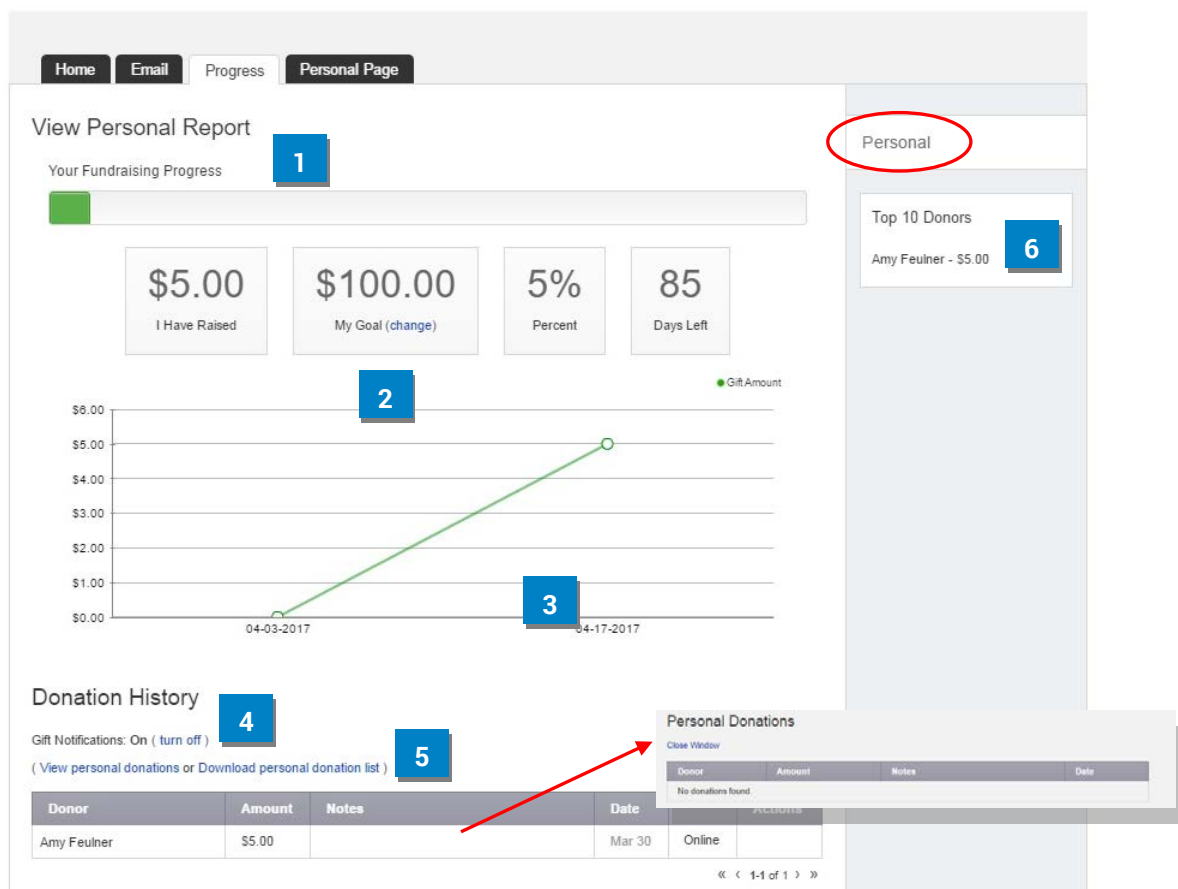 Home Email Progress Personal Page
View Personal Report
1
Your Fundraising Progress
Personal
Top 10 Donors
Amy Feulner - $5.00
6
$5.00 $100.00 5% 85
I Have Raised My Goal (change) Percent Days Left
Gift Amount
2
$6.00
$5.00
$4.00
$3.00
$2.00
$1.00
$0.00
3
04-03-2017 04-17-2017
Donation History
4
Gift Notifications: On ( turn off )
( View personal donations or Download personal donation list )
5
Donor Amount Notes Date Actions
Amy Feulner $5.00 Mar 30 Online
« ‹ 1-1 of 1 › »
Personal Donations
Close Window
Donor Amount Notes Date
No donations found.